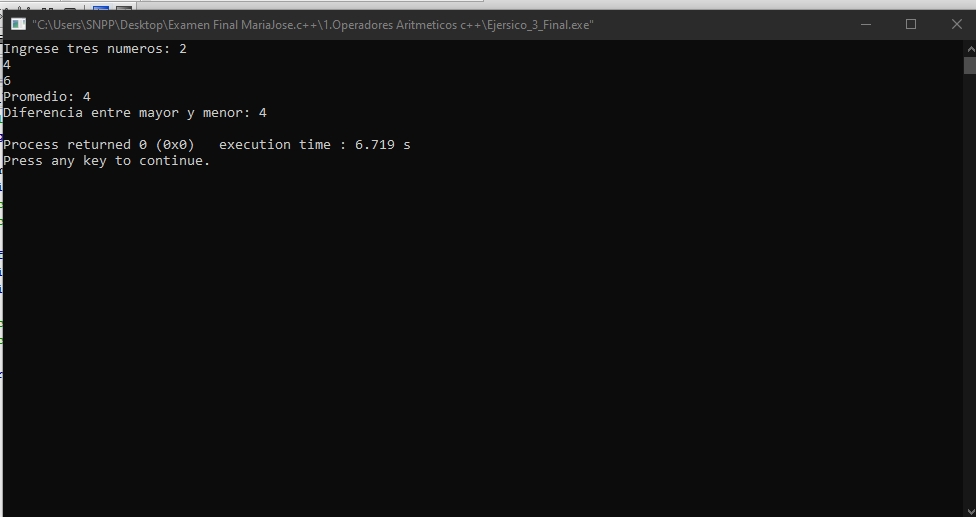 "C:\Users\SNPP\Desktop\Examen Final MariaJose.c++\1.Operadores Aritmeticos c++\Ejersico_3_Final.exe"
Ingrese tres numeros: 2
4
6
Promedio: 4
Diferencia entre mayor y menor: 4
Process returned 0 (0x0)   execution time : 6.719 s
Press any key to continue.